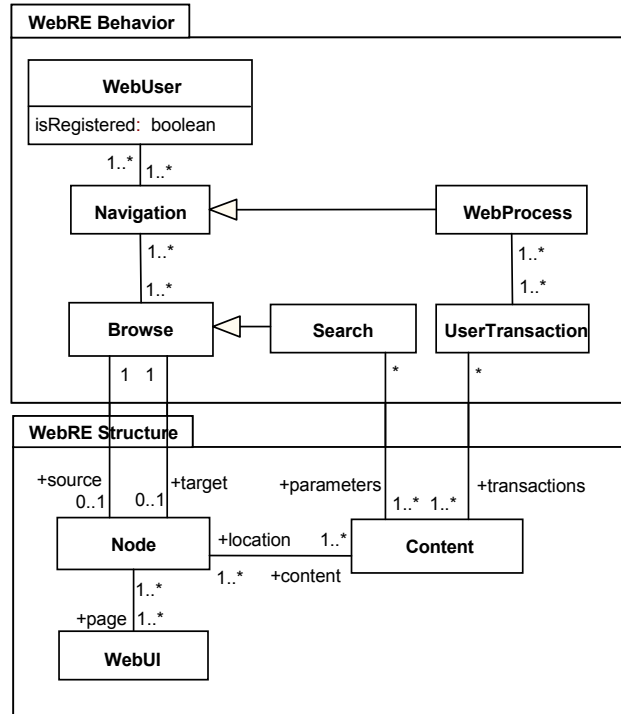 WebRE Behavior
WebUser
isRegistered: boolean
1..*
1..*
Navigation
WebProcess
1..*
1..*
1..*
1..*
Browse
Search
UserTransaction
1
1
*
*
WebRE Structure
+source
+target
+parameters
+transactions
0..1
0..1
1..*
1..*
Node
+location
1..*
Content
1..*
+content
1..*
+page
1..*
WebUI